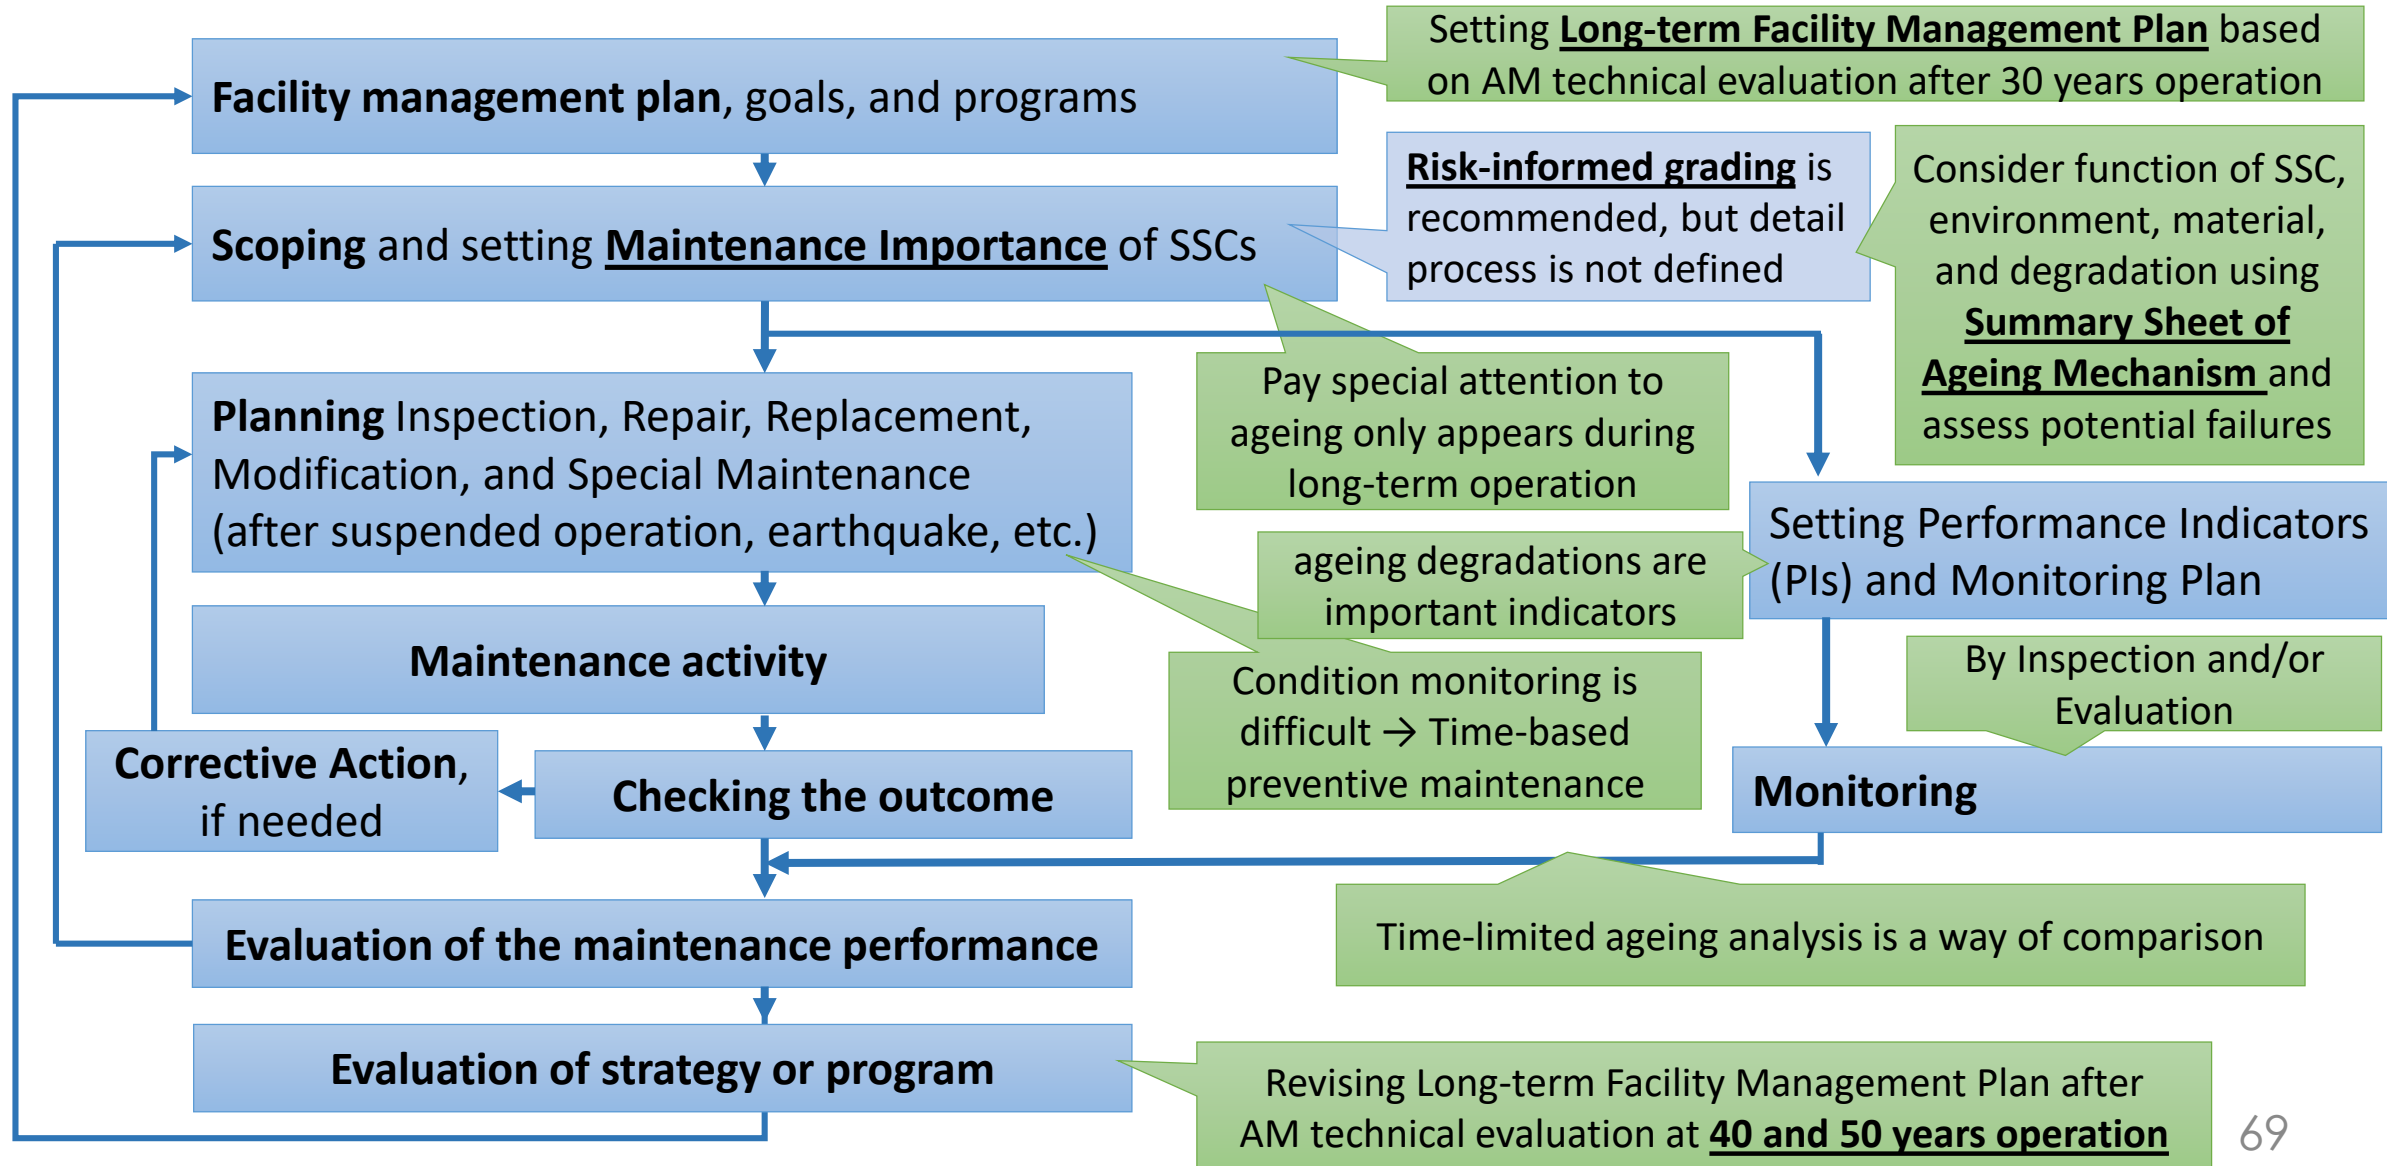 Setting Long-term Facility Management Plan based
on AM technical evaluation after 30 years operation
Facility management plan, goals, and programs
Risk-informed grading is
recommended, but detail
process is not defined
Consider function of SSC,
environment, material,
and degradation using
Summary Sheet of
Ageing Mechanism and
assess potential failures
Scoping and setting Maintenance Importance of SSCs
Pay special attention to
ageing only appears during
long-term operation
Planning Inspection, Repair, Replacement,
Modification, and Special Maintenance
(after suspended operation, earthquake, etc.)
ageing degradations are
important indicators
Setting Performance Indicators
(PIs) and Monitoring Plan
Maintenance activity
Condition monitoring is
difficult → Time-based
preventive maintenance
By Inspection and/or
Evaluation
Corrective Action,
if needed
Checking the outcome
Monitoring
Evaluation of the maintenance performance
Time-limited ageing analysis is a way of comparison
Evaluation of strategy or program
Revising Long-term Facility Management Plan after
AM technical evaluation at 40 and 50 years operation
69